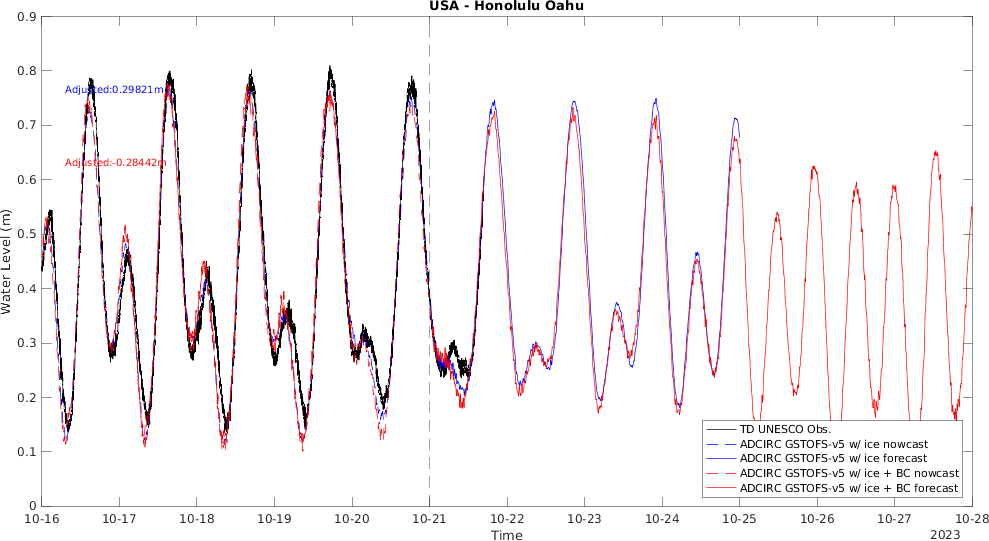 USA - Honolulu Oahu
0.9
0.8
Adjusted:0.29821m
0.7
Adjusted:-0.28442m
0.6
0.5
Water Level (m)
0.4
0.3
0.2
0.1
0
TD UNESCO Obs.
ADCIRC GSTOFS-v5 w/ ice nowcast
ADCIRC GSTOFS-v5 w/ ice forecast
ADCIRC GSTOFS-v5 w/ ice + BC nowcast
ADCIRC GSTOFS-v5 w/ ice + BC forecast
10-16 10-17 10-18 10-19 10-20 10-21 10-22 10-23 10-24 10-25 10-26 10-27 10-28
Time
2023